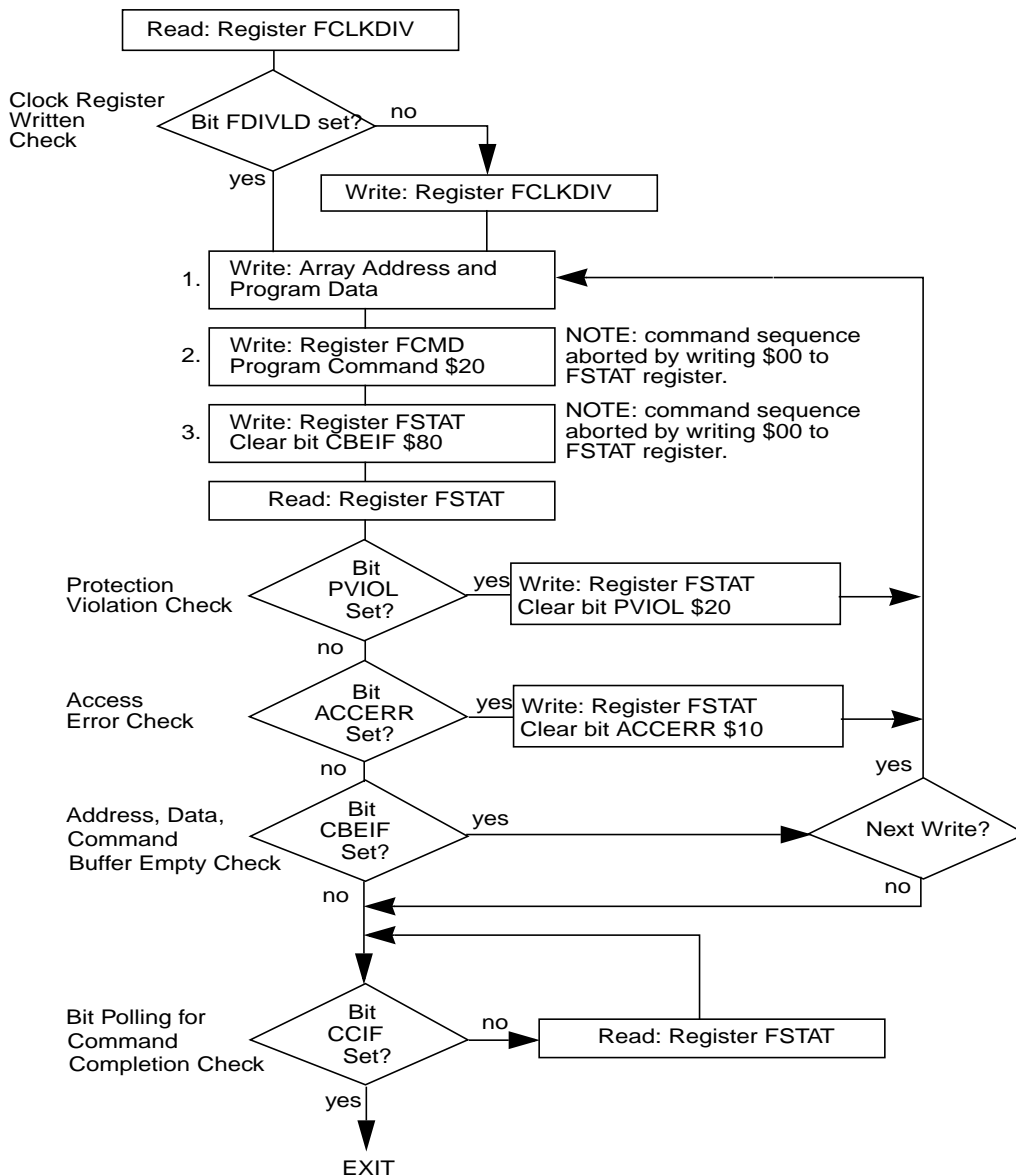 Read: Register FCLKDIV
Clock Register
Written
Check
Bit FDIVLD set?
no
yes
Write: Register FCLKDIV
1.
Write: Array Address and
Program Data
2.
Write: Register FCMD
Program Command $20
NOTE: command sequence
aborted by writing $00 to
FSTAT register.
3.
Write: Register FSTAT
Clear bit CBEIF $80
NOTE: command sequence
aborted by writing $00 to
FSTAT register.
Read: Register FSTAT
Protection
Violation Check
Bit
PVIOL
Set?
yes
Write: Register FSTAT
Clear bit PVIOL $20
no
Access
Error Check
Bit
ACCERR
Set?
yes
Write: Register FSTAT
Clear bit ACCERR $10
no
yes
Address, Data,
Command
Buffer Empty Check
Bit
CBEIF
Set?
yes
Next Write?
no
no
Bit Polling for
Command
Completion Check
Bit
CCIF
Set?
no
Read: Register FSTAT
yes
EXIT